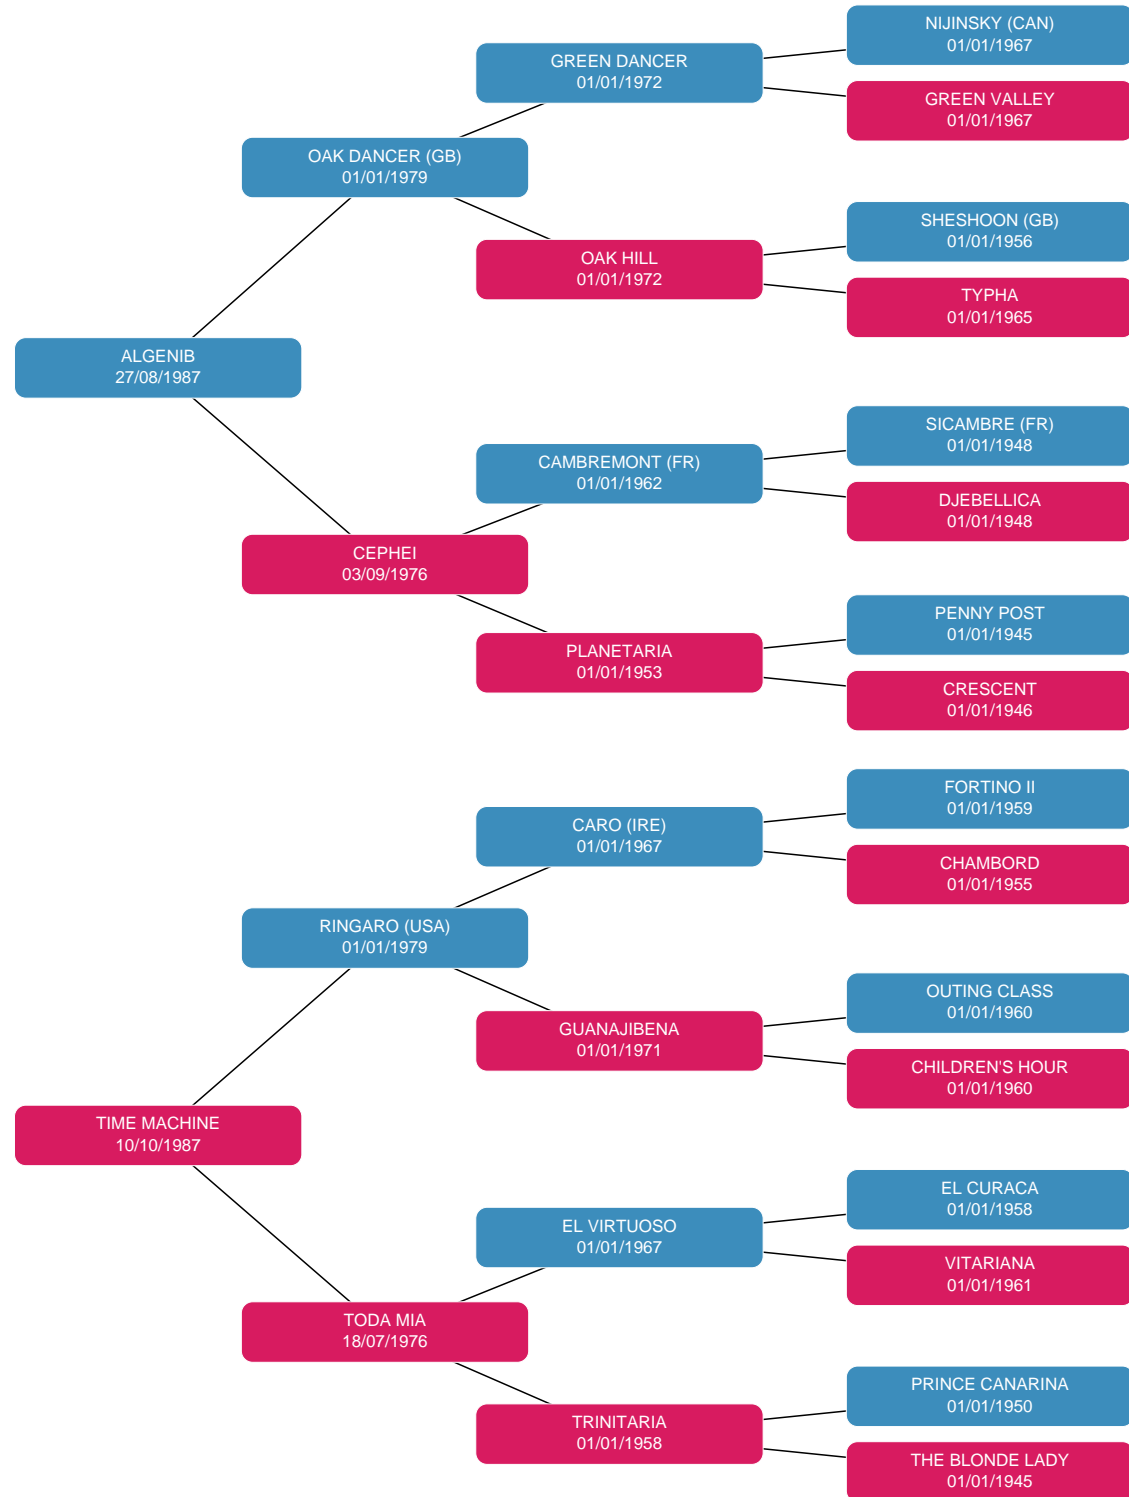 NIJINSKY (CAN)
01/01/1967
GREEN DANCER
01/01/1972
GREEN VALLEY
01/01/1967
OAK DANCER (GB)
01/01/1979
SHESHOON (GB)
01/01/1956
OAK HILL
01/01/1972
TYPHA
01/01/1965
ALGENIB
27/08/1987
SICAMBRE (FR)
01/01/1948
CAMBREMONT (FR)
01/01/1962
DJEBELLICA
01/01/1948
CEPHEI
03/09/1976
PENNY POST
01/01/1945
PLANETARIA
01/01/1953
CRESCENT
01/01/1946
FORTINO II
01/01/1959
CARO (IRE)
01/01/1967
CHAMBORD
01/01/1955
RINGARO (USA)
01/01/1979
OUTING CLASS
01/01/1960
GUANAJIBENA
01/01/1971
CHILDREN'S HOUR
01/01/1960
TIME MACHINE
10/10/1987
EL CURACA
01/01/1958
EL VIRTUOSO
01/01/1967
VITARIANA
01/01/1961
TODA MIA
18/07/1976
PRINCE CANARINA
01/01/1950
TRINITARIA
01/01/1958
THE BLONDE LADY
01/01/1945